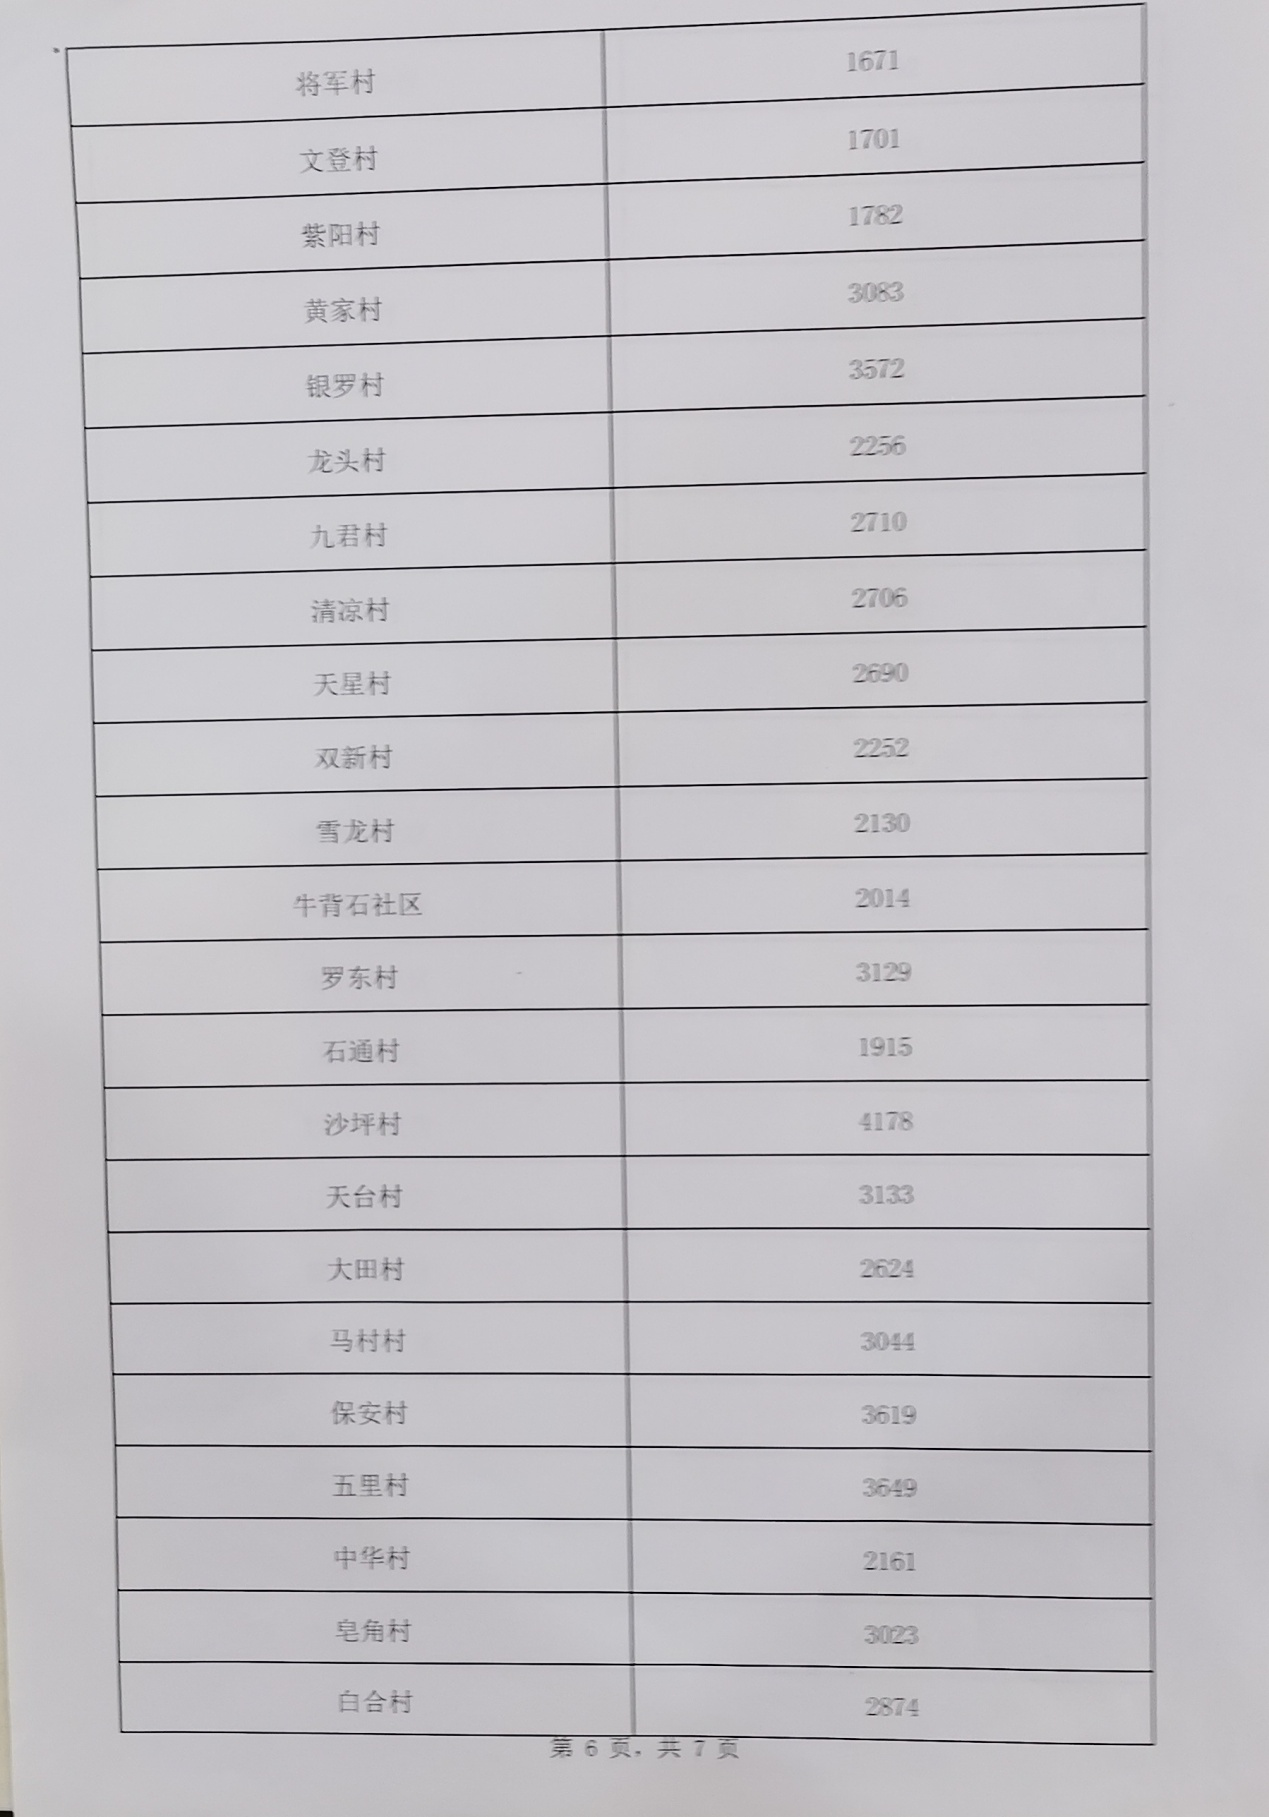 将军村 1671
文登村 1701
紫阳村 1782
黄家村 3083
银罗村 3572
龙头村 2256
九君村 2710
清凉村 2706
天星村 2690
双新村 2252
雪龙村 2130
牛背石社区 2014
罗东村 3129
石通村 1915
沙坪村 4178
天台村 3133
大田村 2624
马村村 3044
保安村 3619
五里村 3649
中华村 2161
皂角村 3023
白合村 2874
第 6 页，共 7 页